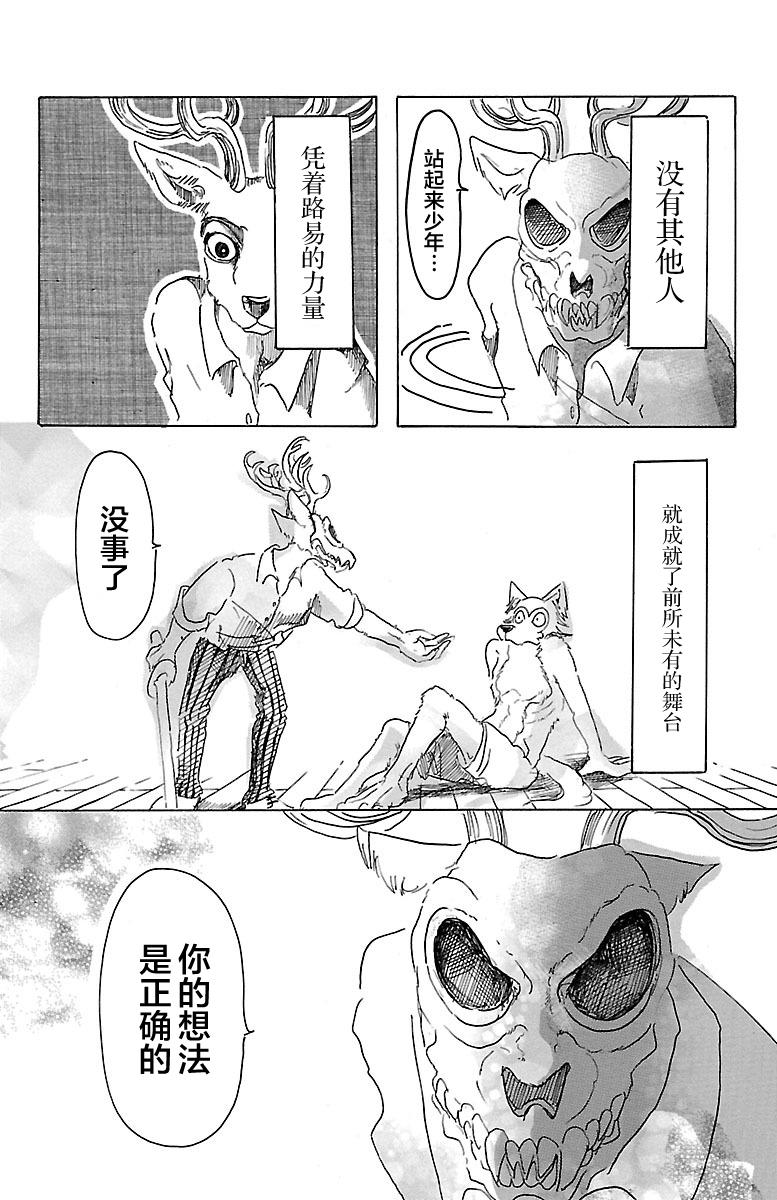 没有其他人
站起来少年…
凭着路易的力量
就成就了前所未有的舞台
没事了
你的想法
是正确的